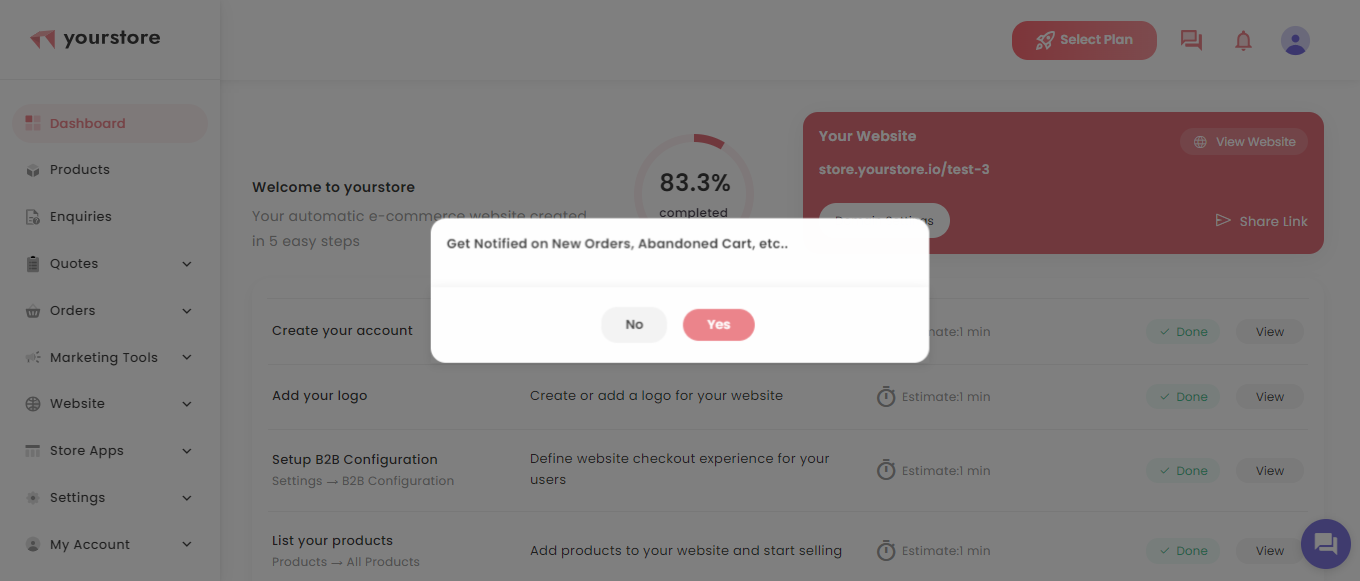 yourstore
Select Plan
Dashboard
Products
Enquiries
Quotes
Orders
Marketing Tools
Website
Store Apps
Settings
My Account
Welcome to yourstore
Your automatic e-commerce website created
in 5 easy steps
83.3%
completed
Your Website
View Website
store.yourstore.io/test-3
Domain Settings
Share Link
Get Notified on New Orders, Abandoned Cart, etc..
No
Yes
Create your account
1 min
Done
View
Add your logo
Create or add a logo for your website
Estimate:1 min
Done
View
Setup B2B Configuration
Settings → B2B Configuration
Define website checkout experience for your
users
Estimate:1 min
Done
View
List your products
Products → All Products
Add products to your website and start selling
Estimate:1 min
Done
View